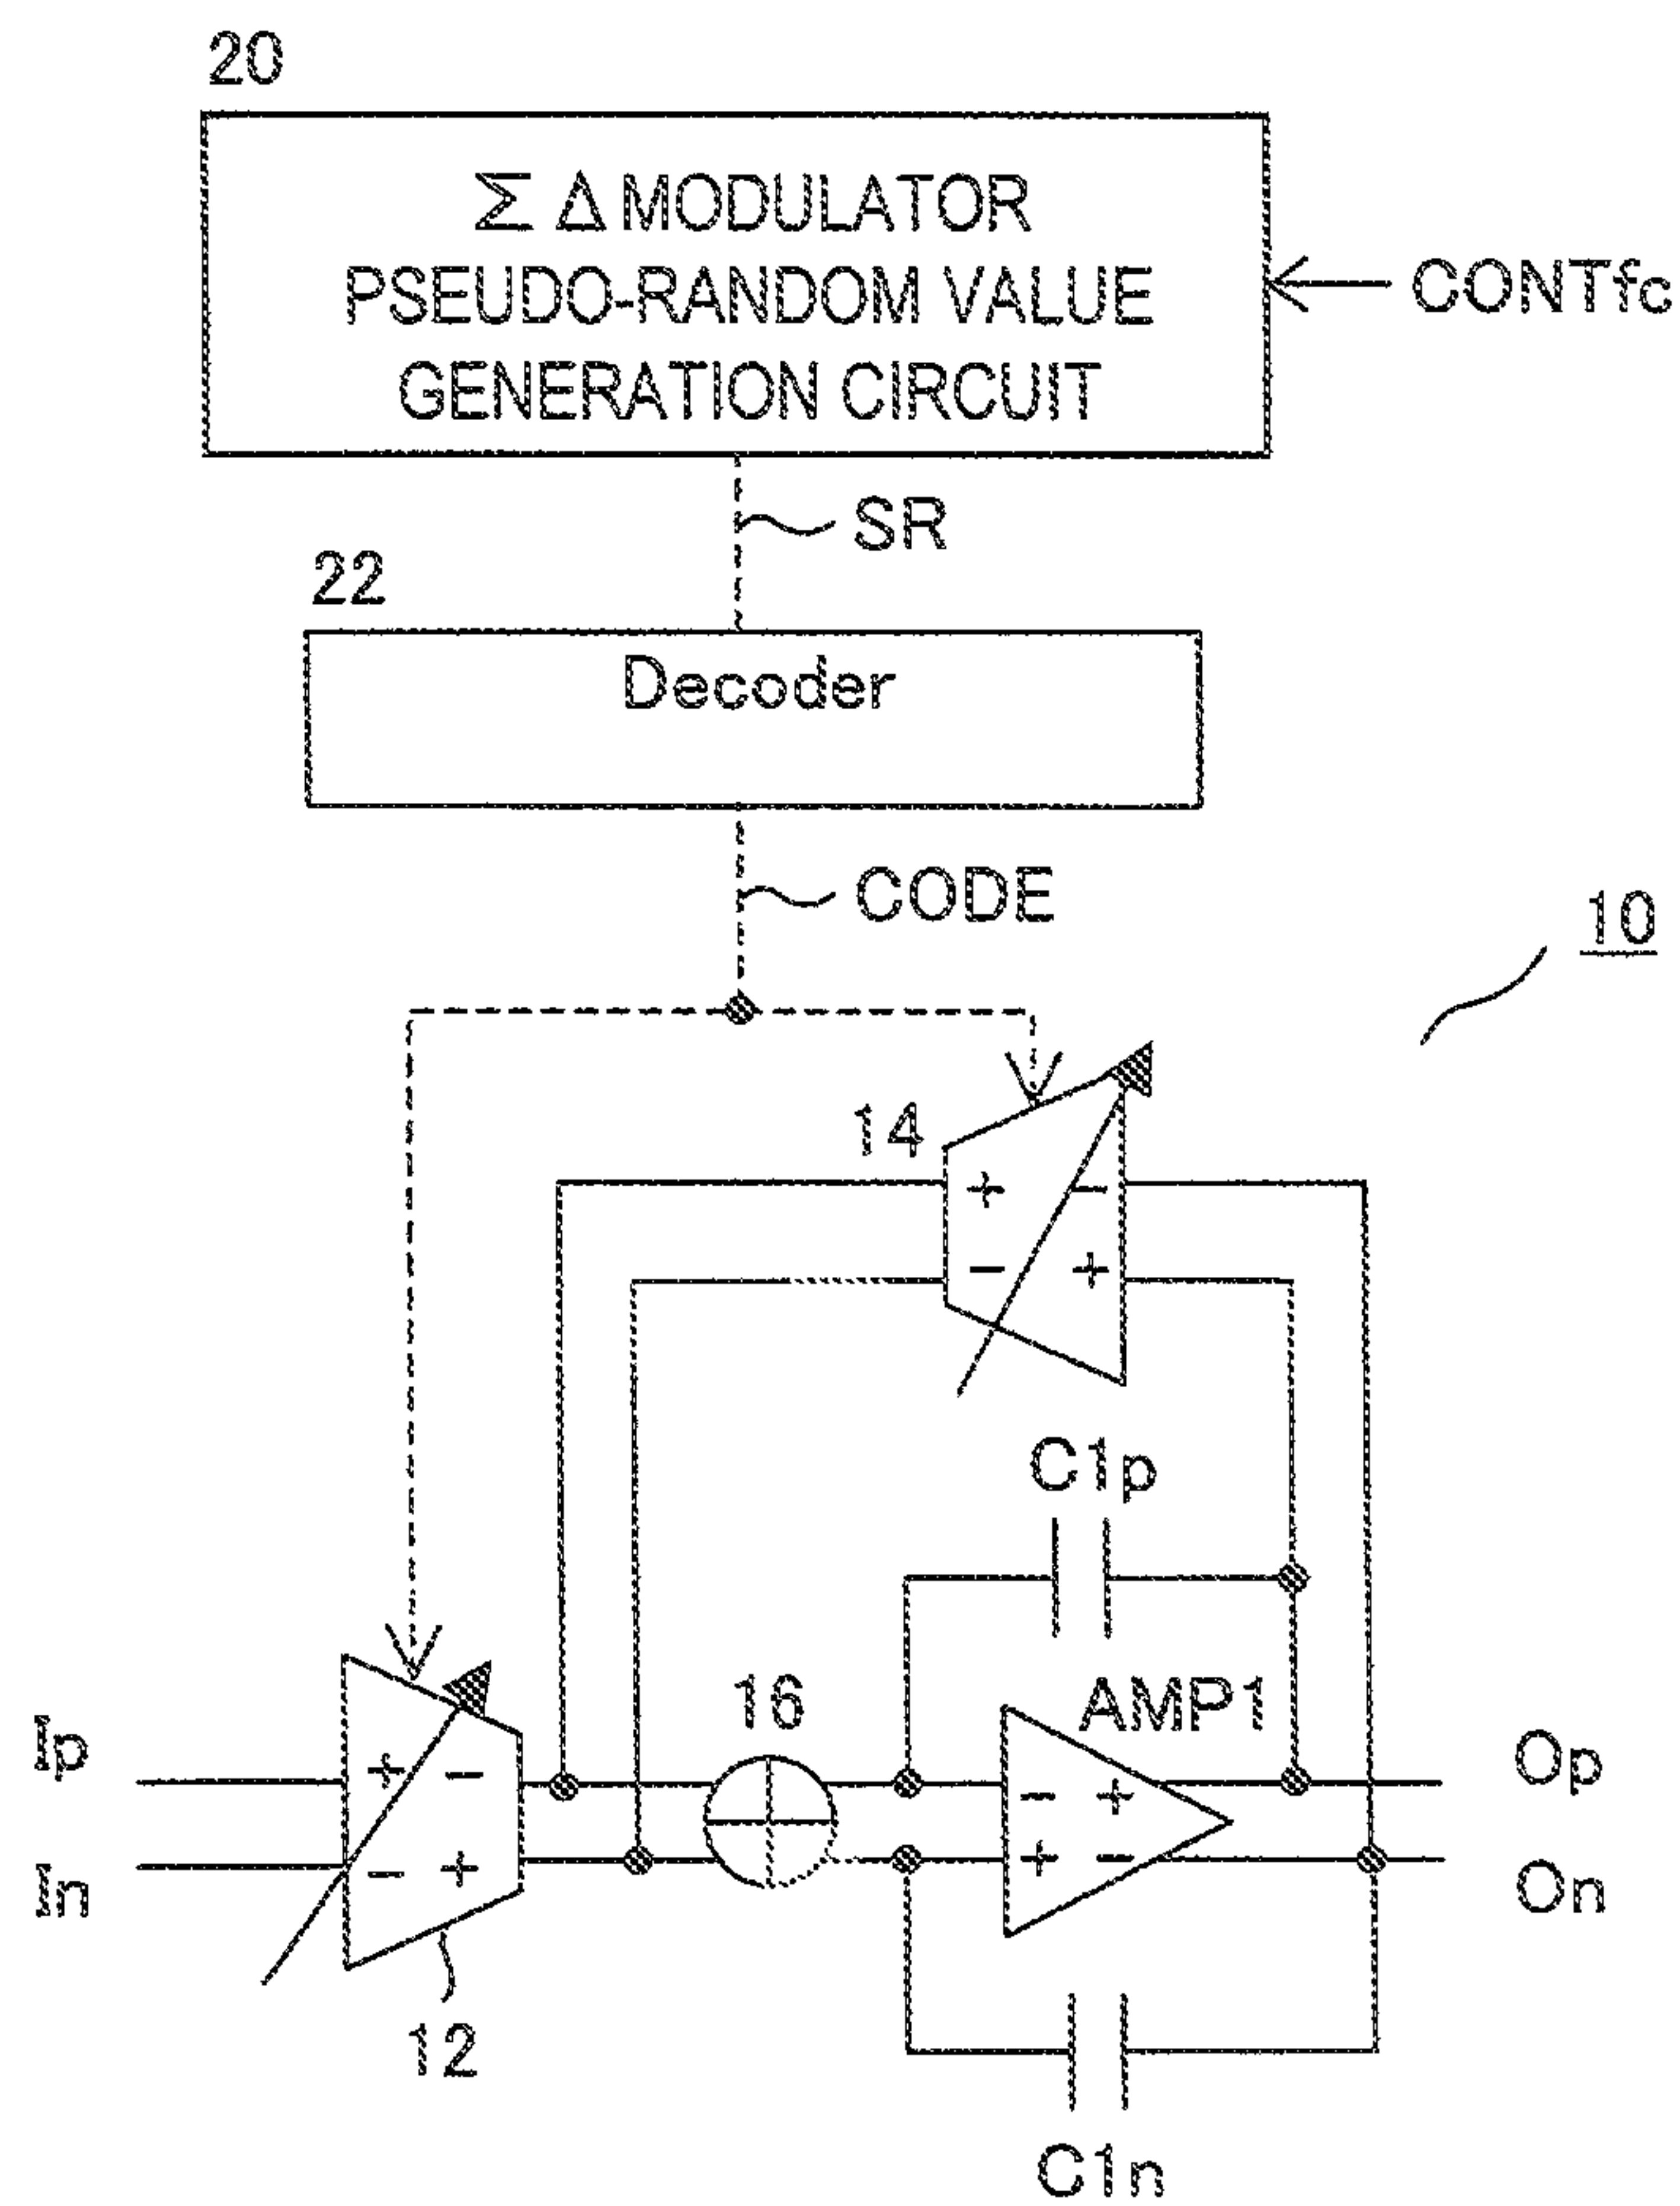 20
Σ Δ MODULATOR
PSEUDO-RANDOM VALUE
GENERATION CIRCUIT
CONTfc
SR
22
Decoder
CODE
10
14
+ −
− +
C1p
16
AMP1
Ip
+ −
− +
Op
In
− +
+ −
On
12
C1n